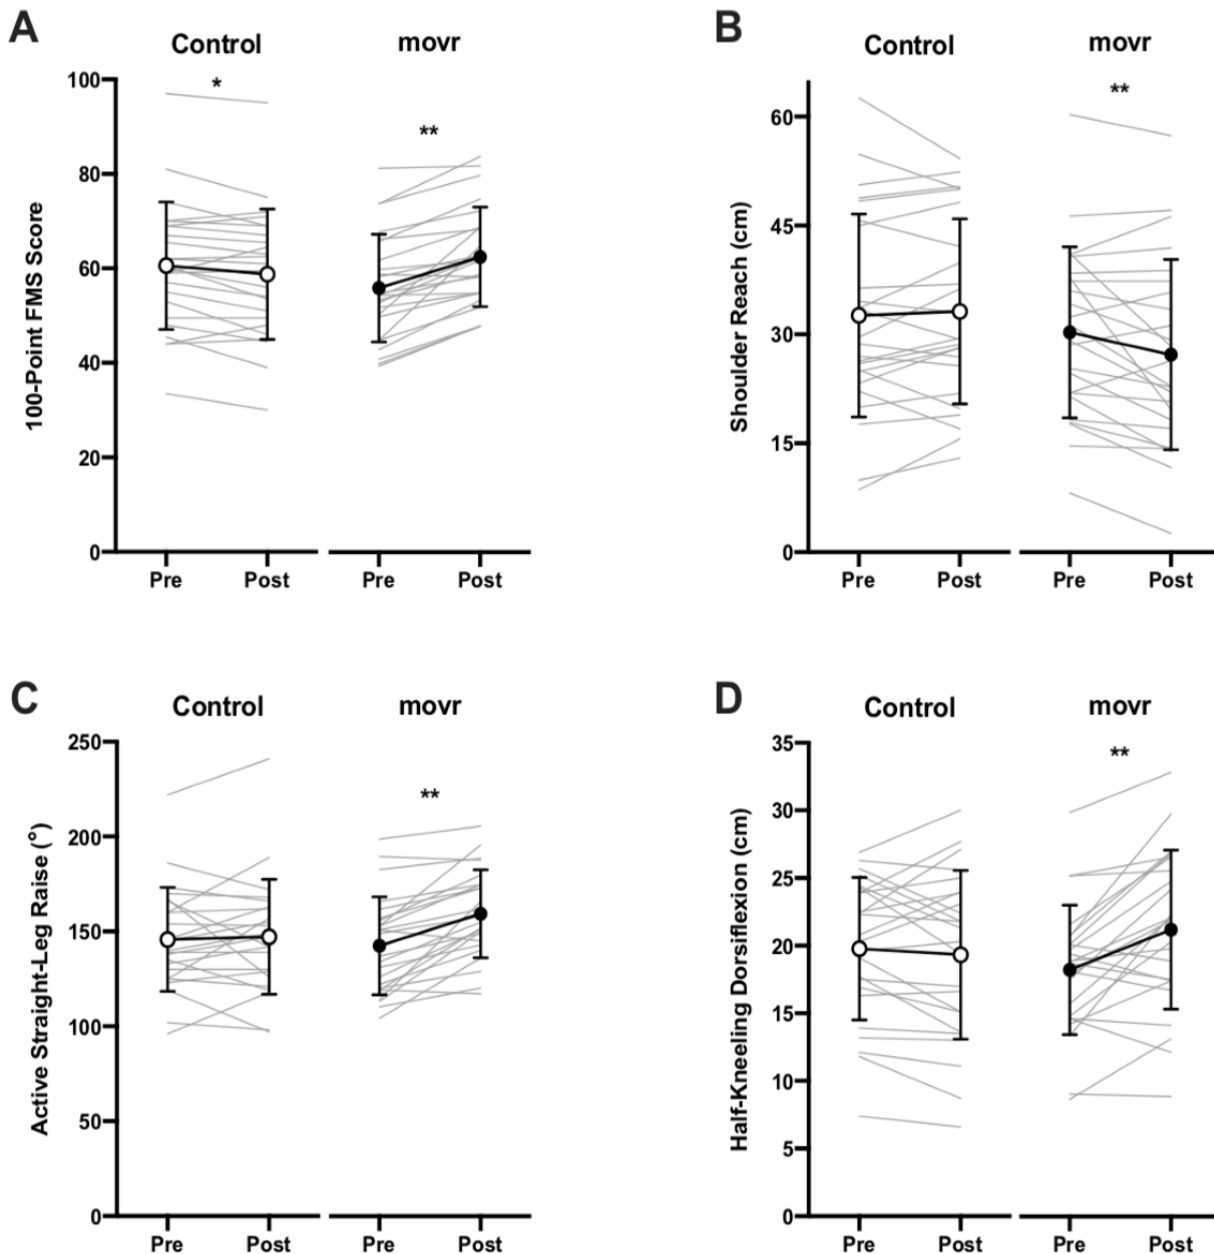 A
Control
movr
*
**
100-Point FMS Score
100
80
60
40
20
0
Pre
Post
Pre
Post
B
Control
movr
**
Shoulder Reach (cm)
60
45
30
15
0
Pre
Post
Pre
Post
C
Control
movr
**
Active Straight-Leg Raise (°)
250
200
150
100
50
0
Pre
Post
Pre
Post
D
Control
movr
**
Half-Kneeling Dorsiflexion (cm)
35
30
25
20
15
10
5
0
Pre
Post
Pre
Post